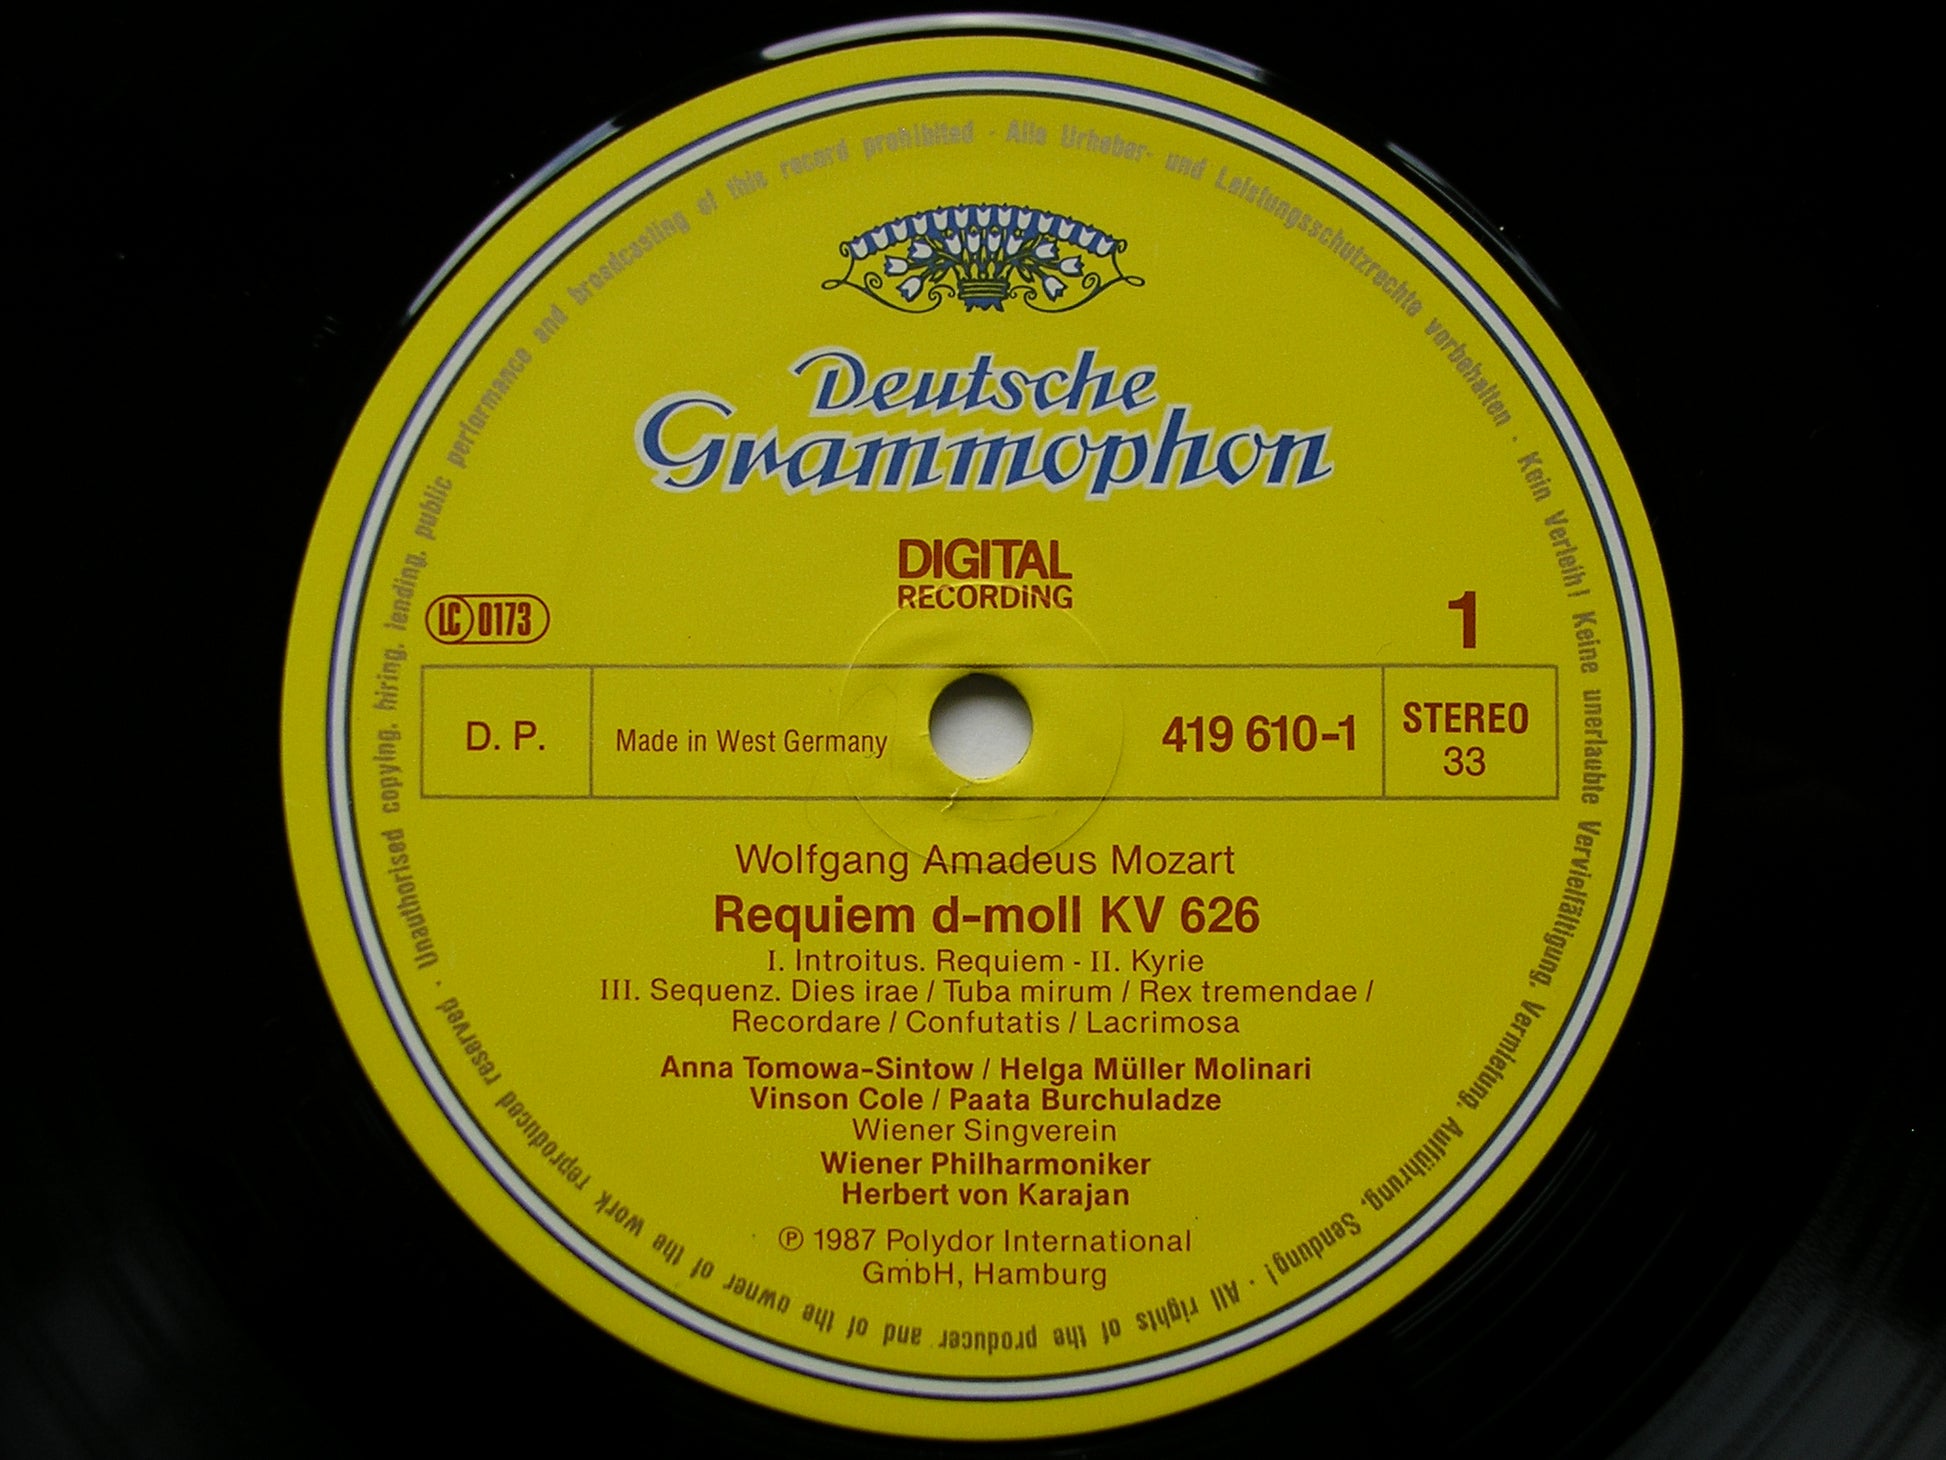 Deutsche
Grammophon
DIGITAL
RECORDING
LC 0173
1
D. P.
Made in West Germany
419 610-1
STEREO
33
Wolfgang Amadeus Mozart
Requiem d-moll KV 626
I. Introitus. Requiem - II. Kyrie
III. Sequenz. Dies irae / Tuba mirum / Rex tremendae /
Recordare / Confutatis / Lacrimosa
Anna Tomowa-Sintow / Helga Müller Molinari
Vinson Cole / Paata Burchuladze
Wiener Singverein
Wiener Philharmoniker
Herbert von Karajan
℗ 1987 Polydor International
GmbH, Hamburg
Alle Urheber- und Leistungsschutzrechte vorbehalten · Kein Verleih! Keine unerlaubte Vervielfältigung, Vermietung, Aufführung, Sendung! · All rights of the producer and of the owner of the work reproduced reserved · Unauthorised copying, hiring, lending, public performance and broadcasting of this record prohibited ·